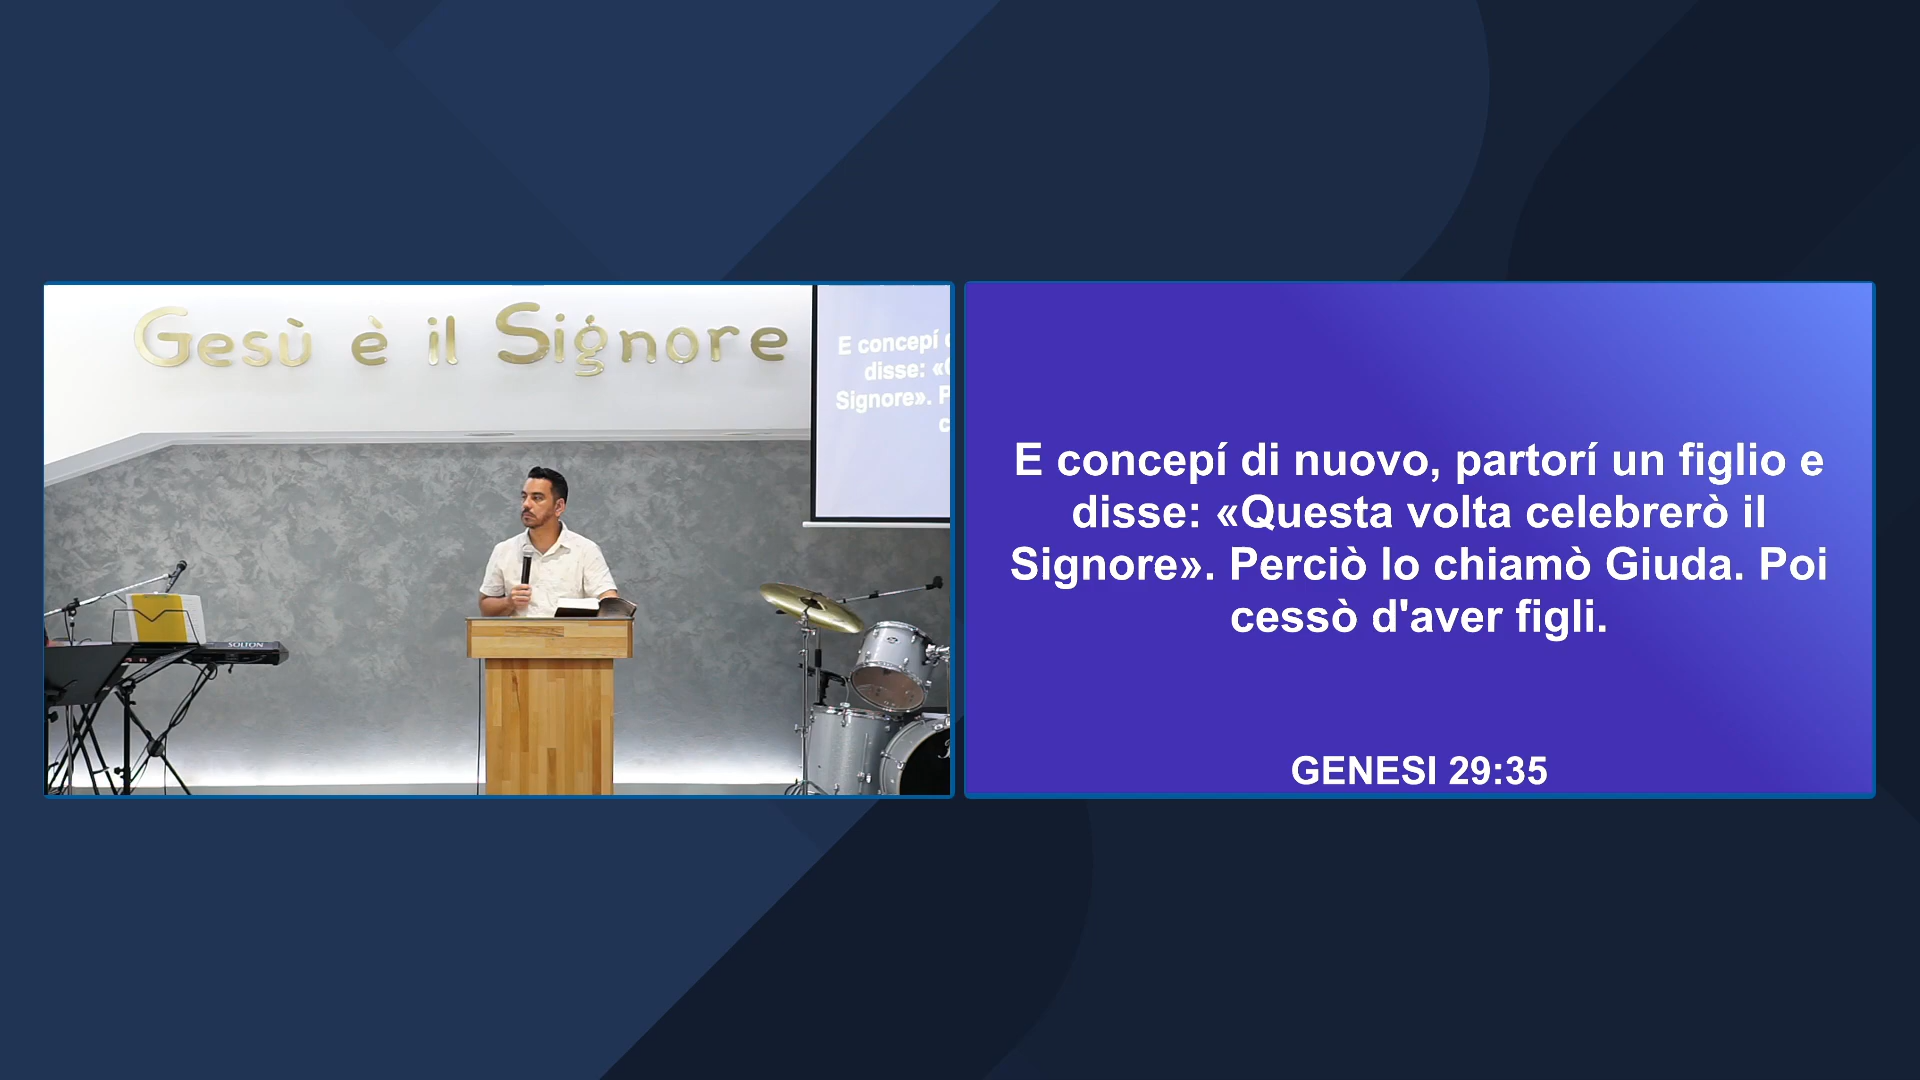 Gesù è il Signore
E concepí
disse: «
Signore». P
SOLTON
E concepí di nuovo, partorí un figlio e
disse: «Questa volta celebrerò il
Signore». Perciò lo chiamò Giuda. Poi
cessò d'aver figli.
GENESI 29:35